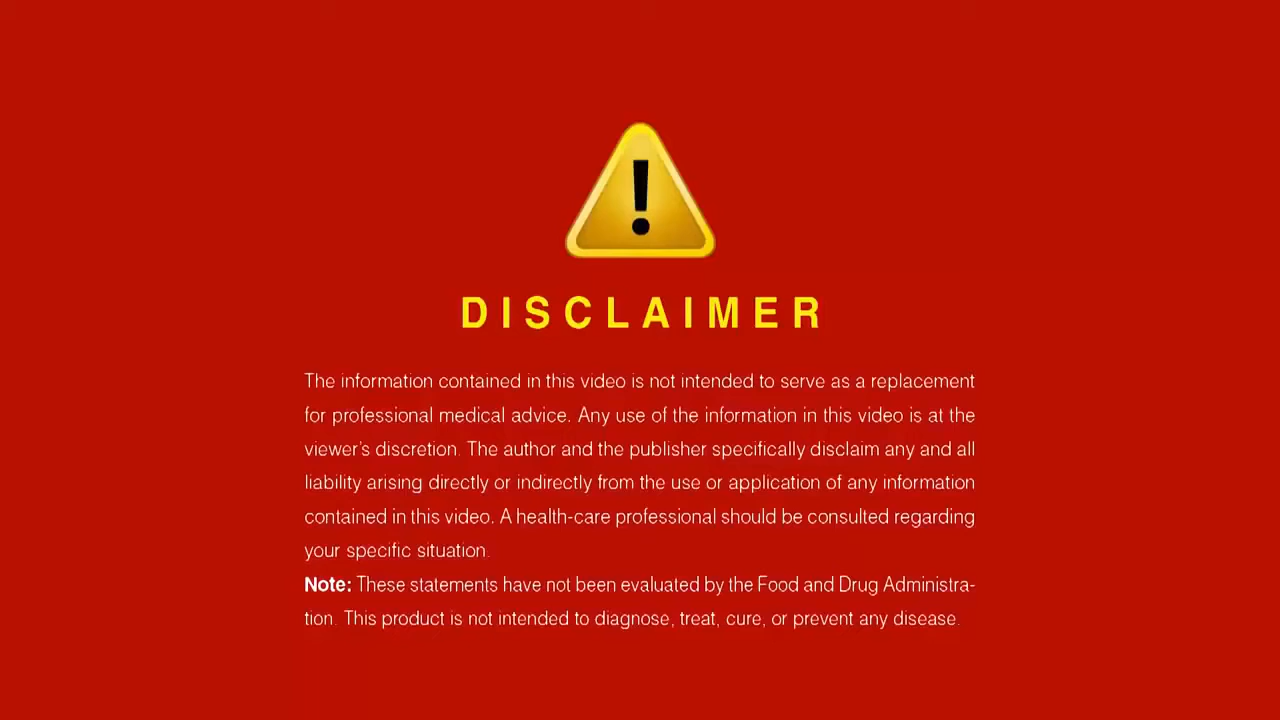 !
DISCLAIMER
The information contained in this video is not intended to serve as a replacement
for professional medical advice. Any use of the information in this video is at the
viewer's discretion. The author and the publisher specifically disclaim any and all
liability arising directly or indirectly from the use or application of any information
contained in this video. A health-care professional should be consulted regarding
your specific situation.
Note: These statements have not been evaluated by the Food and Drug Administra-
tion. This product is not intended to diagnose, treat, cure, or prevent any disease.